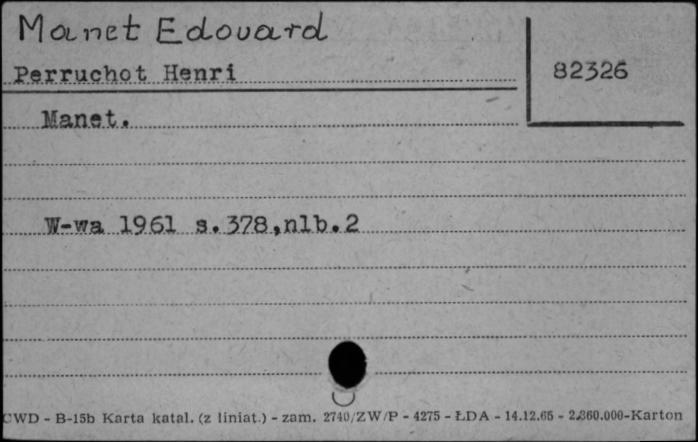 Manet Edouard
Perruchot Henri
82326
Manet.
W-wa 1961 s.378,nlb.2
CWD - B-15b Karta katal. (z liniat.) - zam. 2740/ZW/P - 4275 - ŁDA - 14.12.65 - 2.860.000-Karton